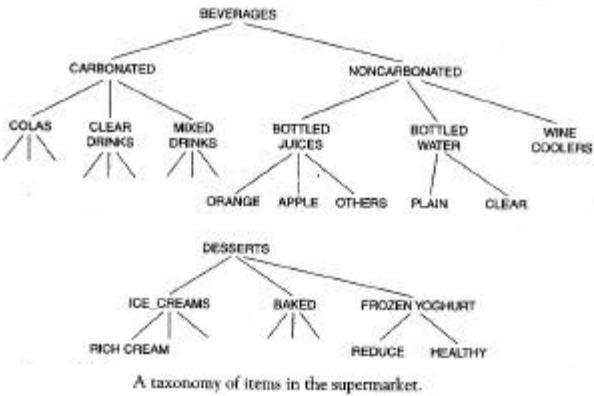 BEVERAGES
CARBONATED
NONCARBONATED
COLAS
CLEAR
DRINKS
MIXED
DRINKS
BOTTLED
JUICES
BOTTLED
WATER
WINE
COOLERS
ORANGE
APPLE
OTHERS
PLAIN
CLEAR
DESSERTS
ICE_CREAMS
BAKED
FROZEN YOGHURT
RICH CREAM
REDUCE
HEALTHY
A taxonomy of items in the supermarket.